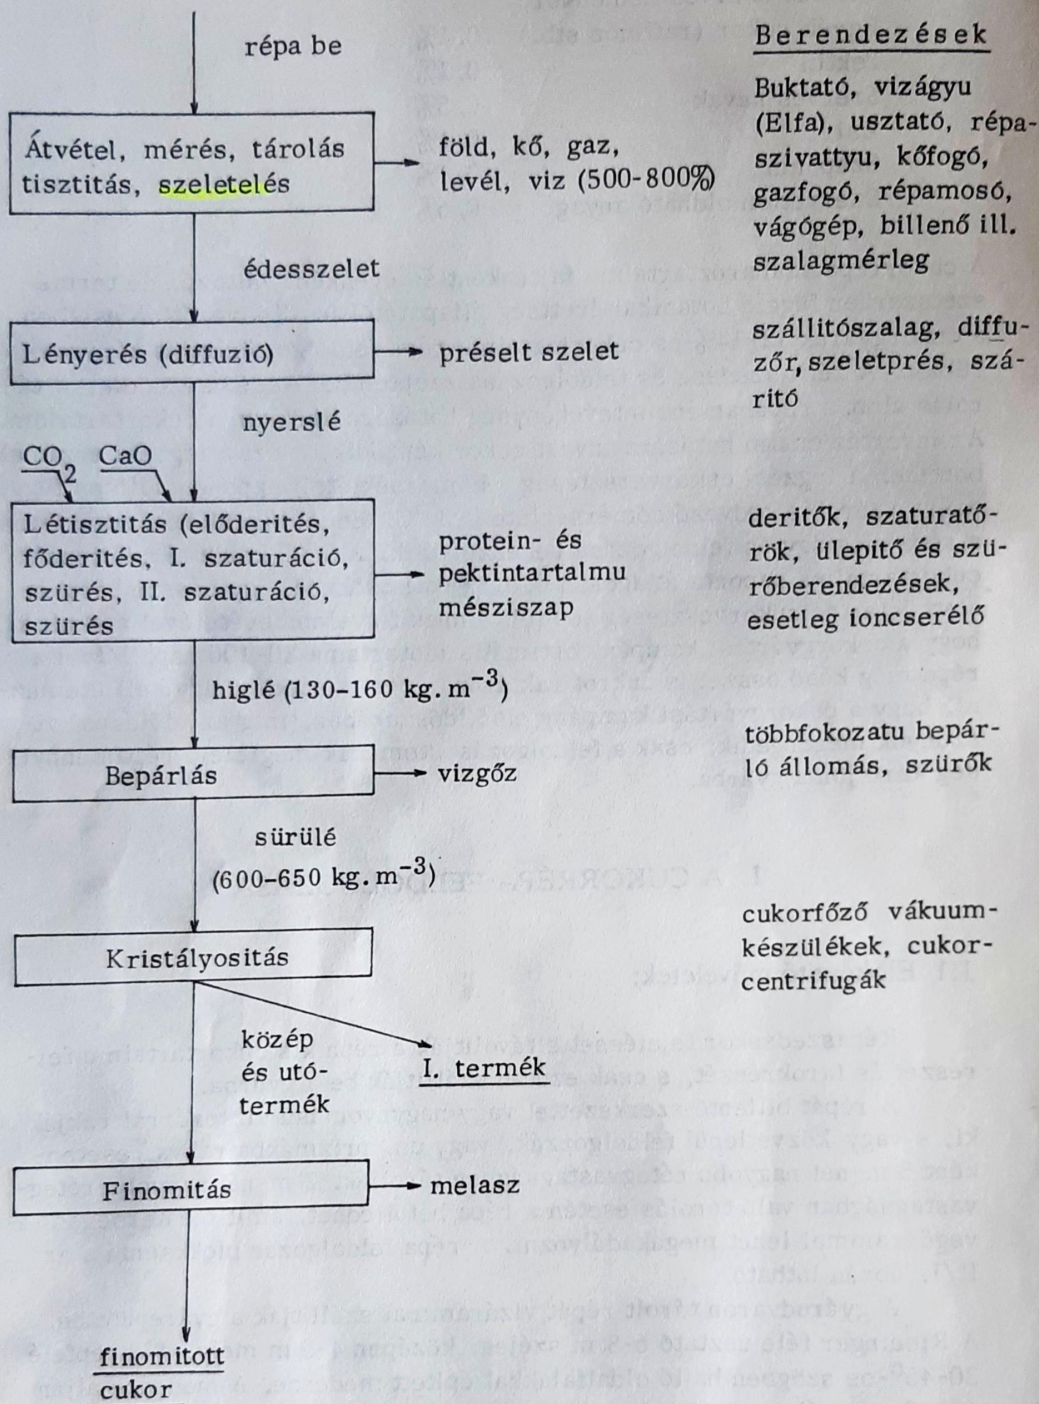 répa be
Berendezések
Átvétel, mérés, tárolás
tisztitás, szeletelés
föld, kő, gaz,
levél, viz (500-800%)
Buktató, vizágyu
(Elfa), usztató, répa-
szivattyu, kőfogó,
gazfogó, répamosó,
vágógép, billenő ill.
szalagmérleg
édesszelet
Lényerés (diffuzió)
préselt szelet
szállitószalag, diffu-
zőr, szeletprés, szá-
ritó
nyerslé
CO₂ CaO
Létisztitás (előderités,
főderités, I. szaturáció,
szürés, II. szaturáció,
szürés
protein- és
pektintartalmu
mésziszap
deritők, szaturatő-
rök, ülepitő és szü-
rőberendezések,
esetleg ioncserélő
higlé (130-160 kg.m⁻³)
Bepárlás
vizgőz
többfokozatu bepár-
ló állomás, szürők
sürülé
(600-650 kg.m⁻³)
Kristályositás
cukorfőző vákuum-
készülékek, cukor-
centrifugák
közép
és utó-
termék
I. termék
Finomitás
melasz
finomitott
cukor